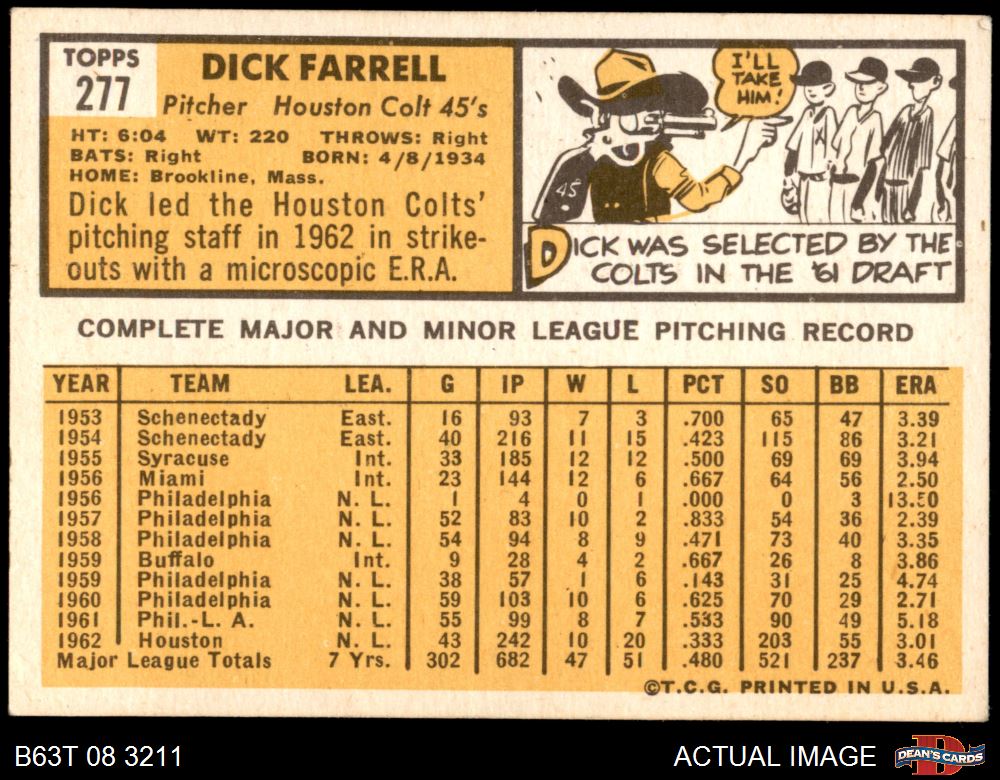 TOPPS
277
DICK FARRELL
Pitcher Houston Colt 45's
HT: 6:04 WT: 220 THROWS: Right
BATS: Right BORN: 4/8/1934
HOME: Brookline, Mass.
Dick led the Houston Colts'
pitching staff in 1962 in strike-
outs with a microscopic E.R.A.
I'LL
TAKE
HIM!
45
DICK WAS SELECTED BY THE
COLTS IN THE '61 DRAFT
COMPLETE MAJOR AND MINOR LEAGUE PITCHING RECORD
YEAR TEAM LEA. G IP W L PCT SO BB ERA
1953 Schenectady East. 16 93 7 3 .700 65 47 3.39
1954 Schenectady East. 40 216 11 15 .423 115 86 3.21
1955 Syracuse Int. 33 185 12 12 .500 69 69 3.94
1956 Miami Int. 23 144 12 6 .667 64 56 2.50
1956 Philadelphia N. L. 1 4 0 1 .000 0 3 13.50
1957 Philadelphia N. L. 52 83 10 2 .833 54 36 2.39
1958 Philadelphia N. L. 54 94 8 9 .471 73 40 3.35
1959 Buffalo Int. 9 28 4 2 .667 26 8 3.86
1959 Philadelphia N. L. 38 57 1 6 .143 31 25 4.74
1960 Philadelphia N. L. 59 103 10 6 .625 70 29 2.71
1961 Phil.-L. A. N. L. 55 99 8 7 .533 90 49 5.18
1962 Houston N. L. 43 242 10 20 .333 203 55 3.01
Major League Totals 7 Yrs. 302 682 47 51 .480 521 237 3.46
©T.C.G. PRINTED IN U.S.A.
B63T 08 3211 ACTUAL IMAGE DEAN'S CARDS